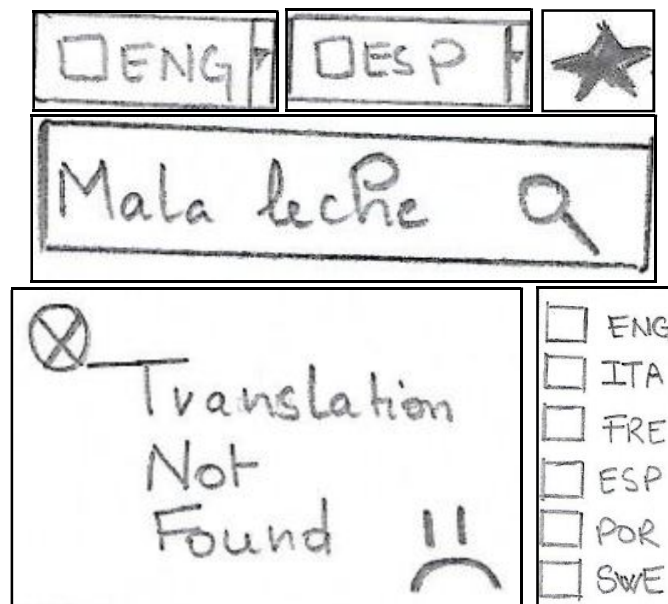 ENG
ESP
Mala leche
Translation
Not
Found
ENG
ITA
FRE
ESP
POR
SWE